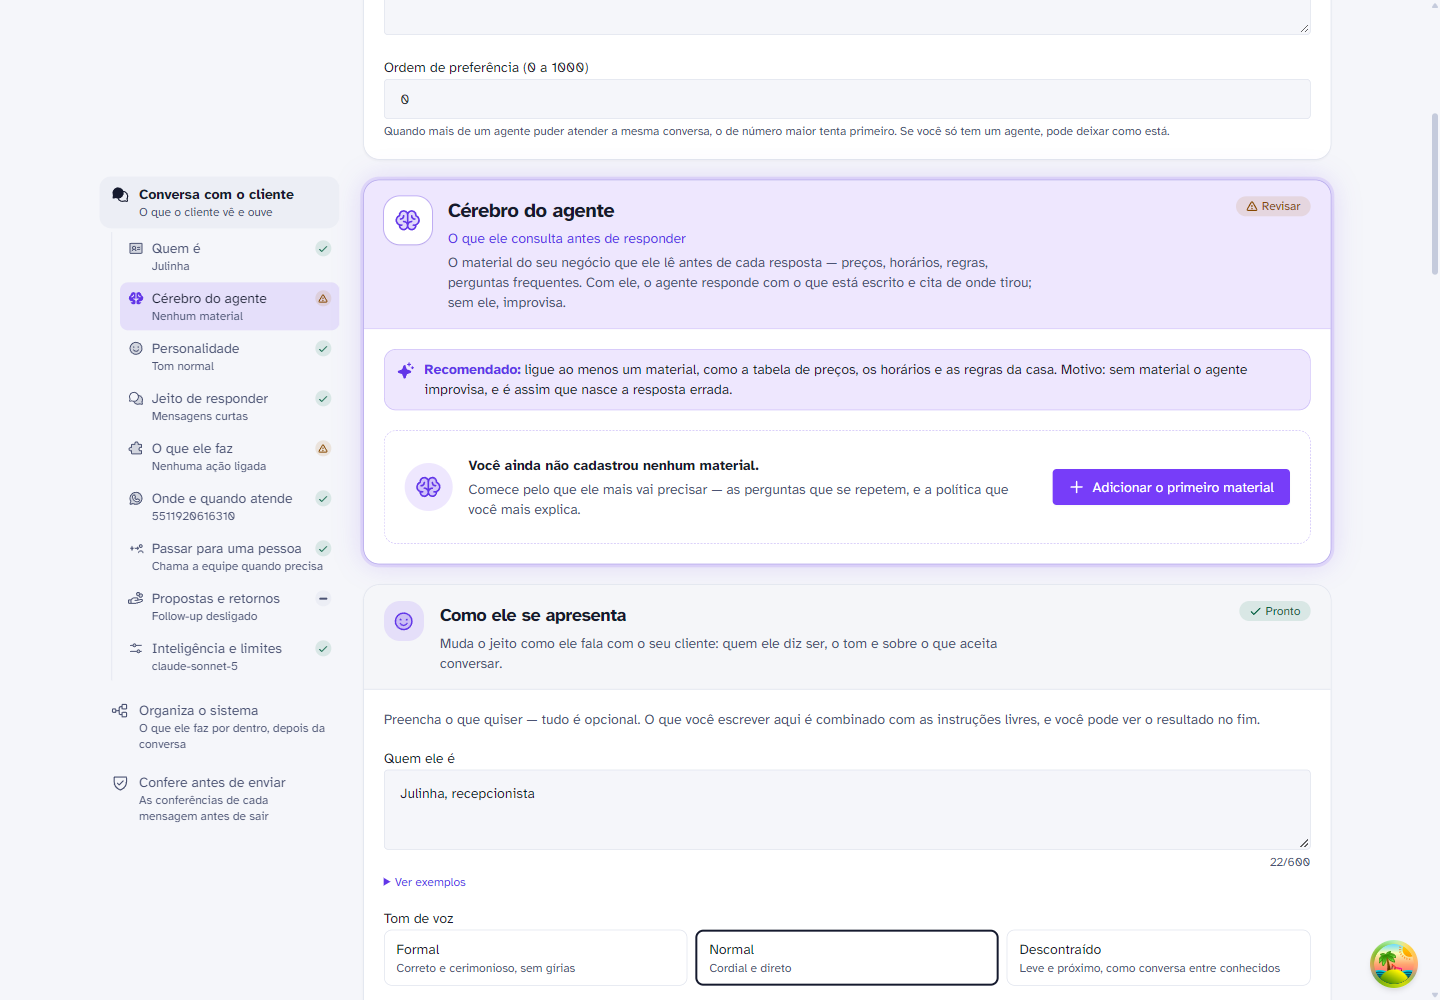 Ordem de preferência (0 a 1000)
0
Quando mais de um agente puder atender a mesma conversa, o de número maior tenta primeiro. Se você só tem um agente, pode deixar como está.
Conversa com o cliente
O que o cliente vê e ouve
Quem é
Julinha
Cérebro do agente
Nenhum material
Personalidade
Tom normal
Jeito de responder
Mensagens curtas
O que ele faz
Nenhuma ação ligada
Onde e quando atende
5511920616310
Passar para uma pessoa
Chama a equipe quando precisa
Propostas e retornos
Follow-up desligado
Inteligência e limites
claude-sonnet-5
Organiza o sistema
O que ele faz por dentro, depois da
conversa
Confere antes de enviar
As conferências de cada
mensagem antes de sair
Cérebro do agente
Revisar
O que ele consulta antes de responder
O material do seu negócio que ele lê antes de cada resposta — preços, horários, regras,
perguntas frequentes. Com ele, o agente responde com o que está escrito e cita de onde tirou;
sem ele, improvisa.
Recomendado: ligue ao menos um material, como a tabela de preços, os horários e as regras da casa. Motivo: sem material o agente
improvisa, e é assim que nasce a resposta errada.
Você ainda não cadastrou nenhum material.
Comece pelo que ele mais vai precisar — as perguntas que se repetem, e a política que
você mais explica.
Adicionar o primeiro material
Como ele se apresenta
Pronto
Muda o jeito como ele fala com o seu cliente: quem ele diz ser, o tom e sobre o que aceita
conversar.
Preencha o que quiser — tudo é opcional. O que você escrever aqui é combinado com as instruções livres, e você pode ver o resultado no fim.
Quem ele é
Julinha, recepcionista
22/600
Ver exemplos
Tom de voz
Formal
Correto e cerimonioso, sem gírias
Normal
Cordial e direto
Descontraído
Leve e próximo, como conversa entre conhecidos